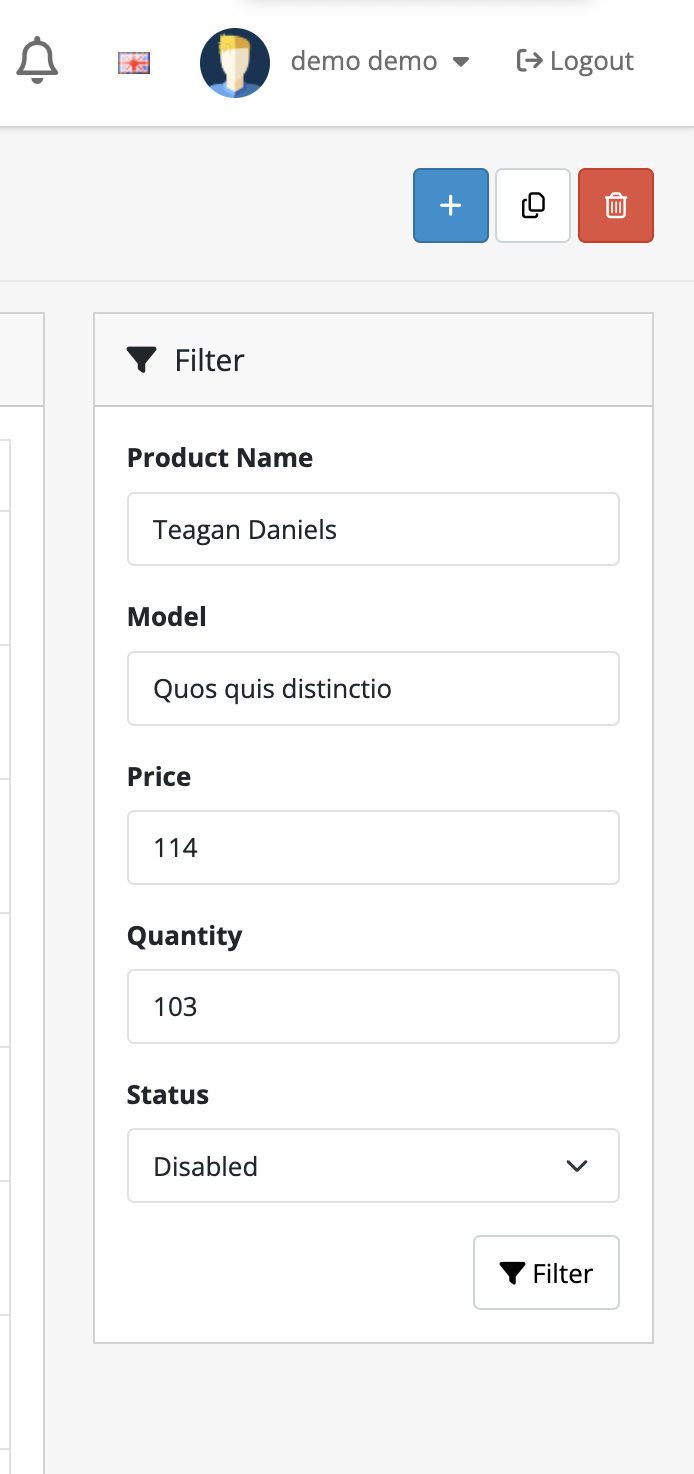 demo demo Logout
Filter
Product Name
Teagan Daniels
Model
Quos quis distinctio
Price
114
Quantity
103
Status
Disabled
Filter